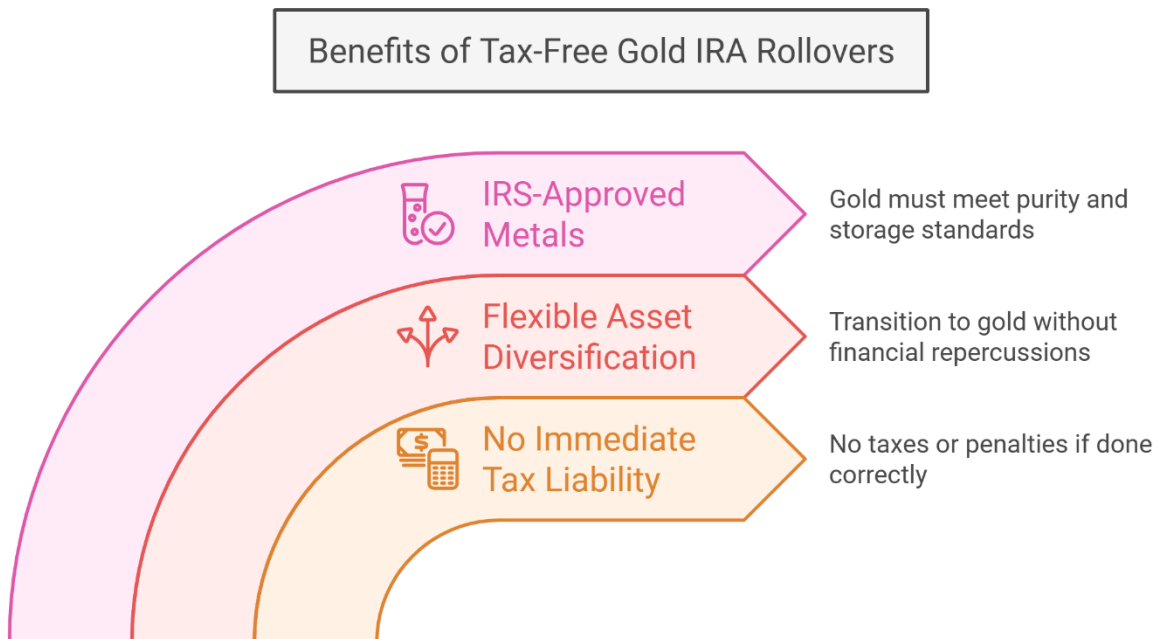 Benefits of Tax-Free Gold IRA Rollovers
IRS-Approved
Metals
Gold must meet purity and
storage standards
Flexible Asset
Diversification
Transition to gold without
financial repercussions
$
No Immediate
Tax Liability
No taxes or penalties if done
correctly